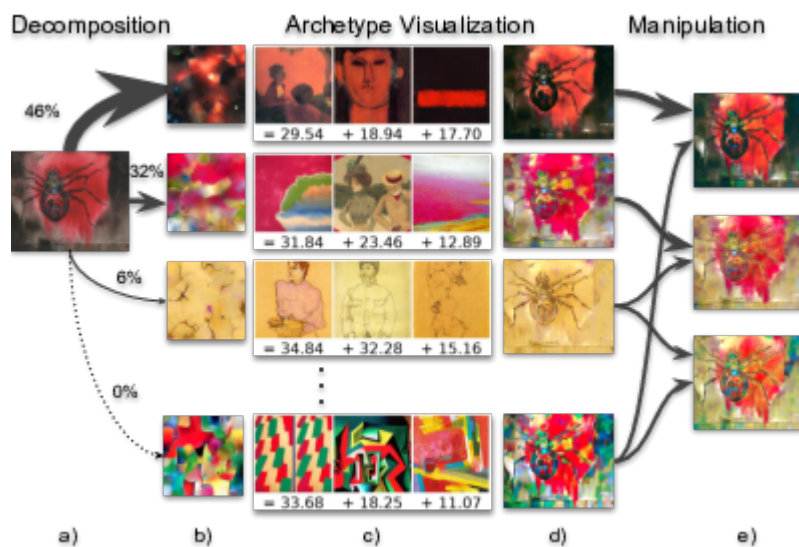 Decomposition Archetype Visualization Manipulation
46%
= 29.54 + 18.94 + 17.70
32%
= 31.84 + 23.46 + 12.89
6%
= 34.84 + 32.28 + 15.16
0%
= 33.68 + 18.25 + 11.07
a) b) c) d) e)